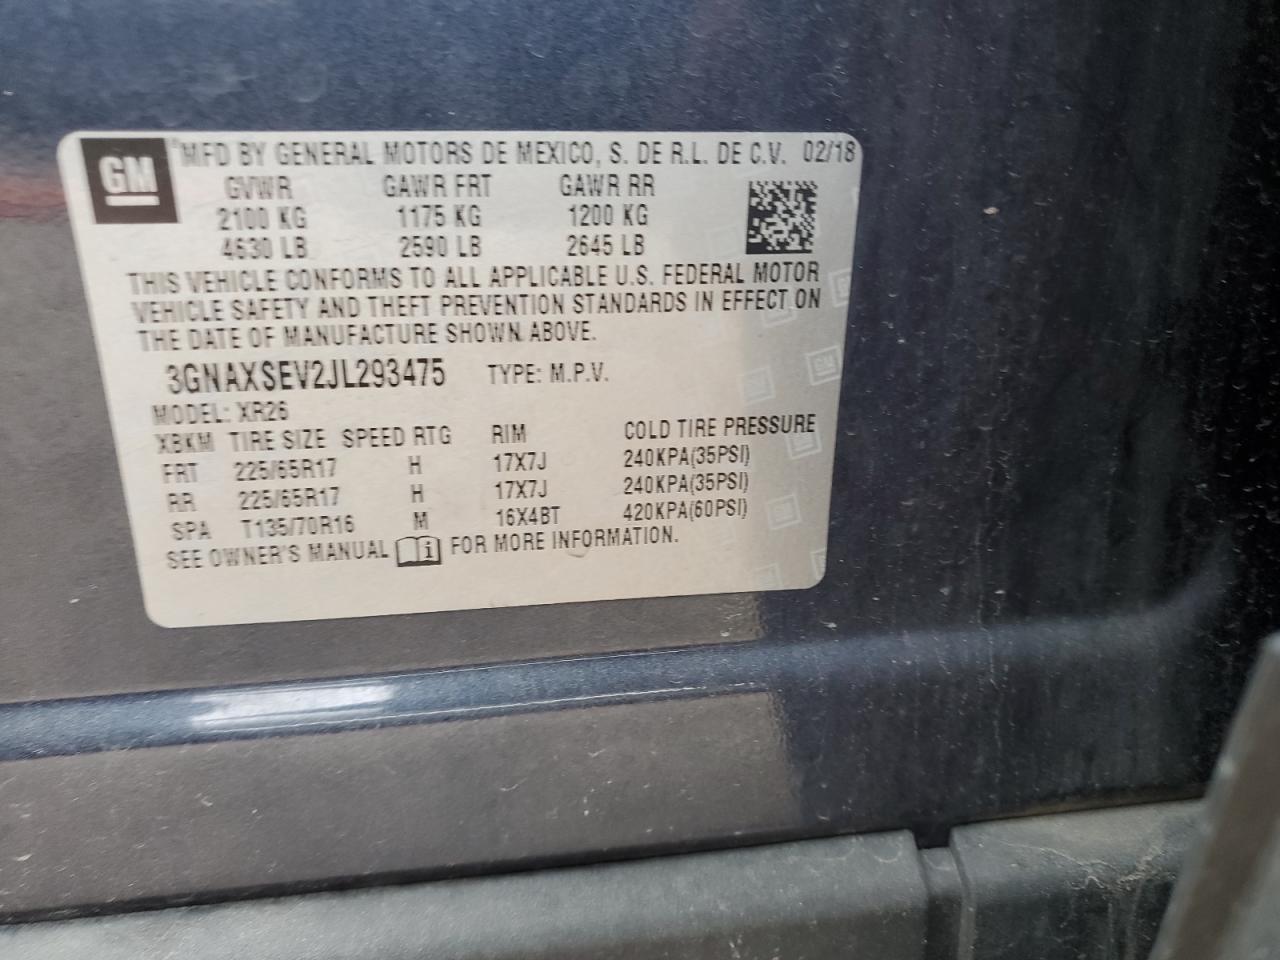 GM ®MFD BY GENERAL MOTORS DE MEXICO, S. DE R.L. DE C.V. 02/18
GVWR GAWR FRT GAWR RR
2100 KG 1175 KG 1200 KG
4630 LB 2590 LB 2645 LB
THIS VEHICLE CONFORMS TO ALL APPLICABLE U.S. FEDERAL MOTOR
VEHICLE SAFETY AND THEFT PREVENTION STANDARDS IN EFFECT ON
THE DATE OF MANUFACTURE SHOWN ABOVE.
3GNAXSEV2JL293475 TYPE: M.P.V.
MODEL: XR26
XBKM TIRE SIZE SPEED RTG RIM COLD TIRE PRESSURE
FRT 225/65R17 H 17X7J 240KPA(35PSI)
RR 225/65R17 H 17X7J 240KPA(35PSI)
SPA T135/70R16 M 16X4BT 420KPA(60PSI)
SEE OWNER'S MANUAL FOR MORE INFORMATION.